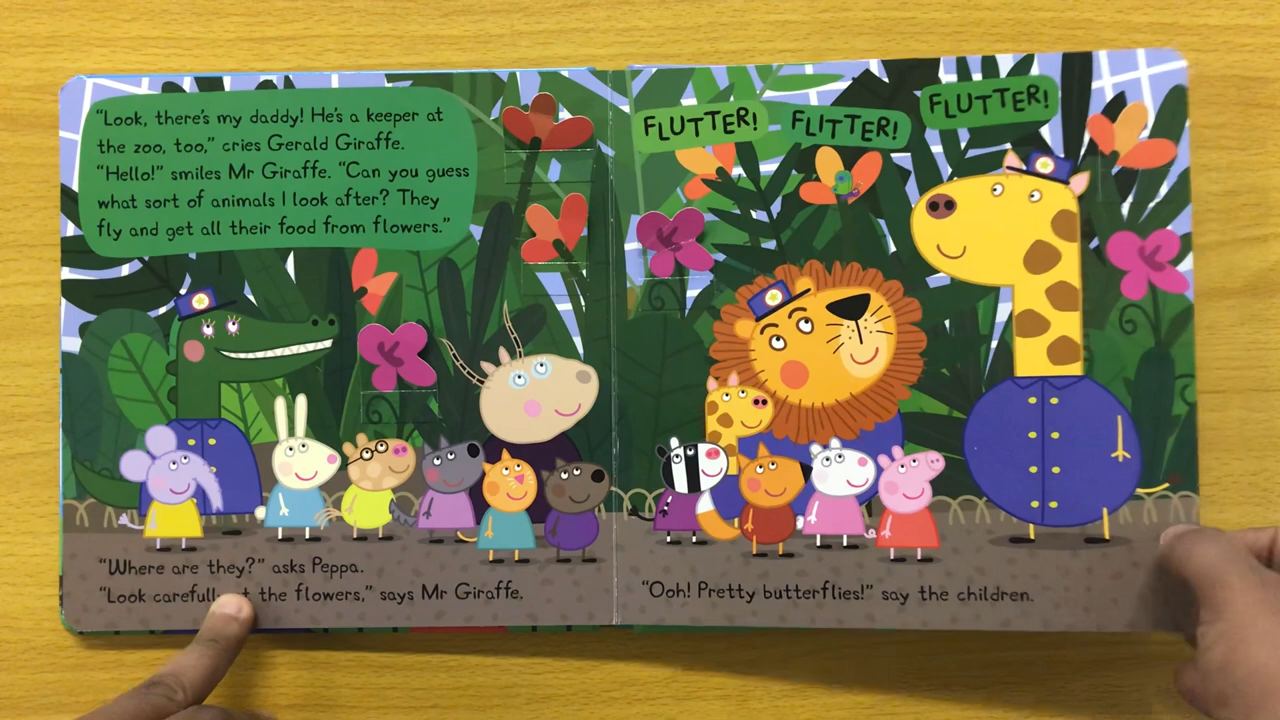 “Look, there’s my daddy! He’s a keeper at
the zoo, too,” cries Gerald Giraffe.
“Hello!” smiles Mr Giraffe. “Can you guess
what sort of animals I look after? They
fly and get all their food from flowers.”
“Where are they?” asks Peppa.
“Look the flowers,” says Mr Giraffe.
FLUTTER!
FLITTER!
FLUTTER!
“Ooh! Pretty butterflies!” say the children.